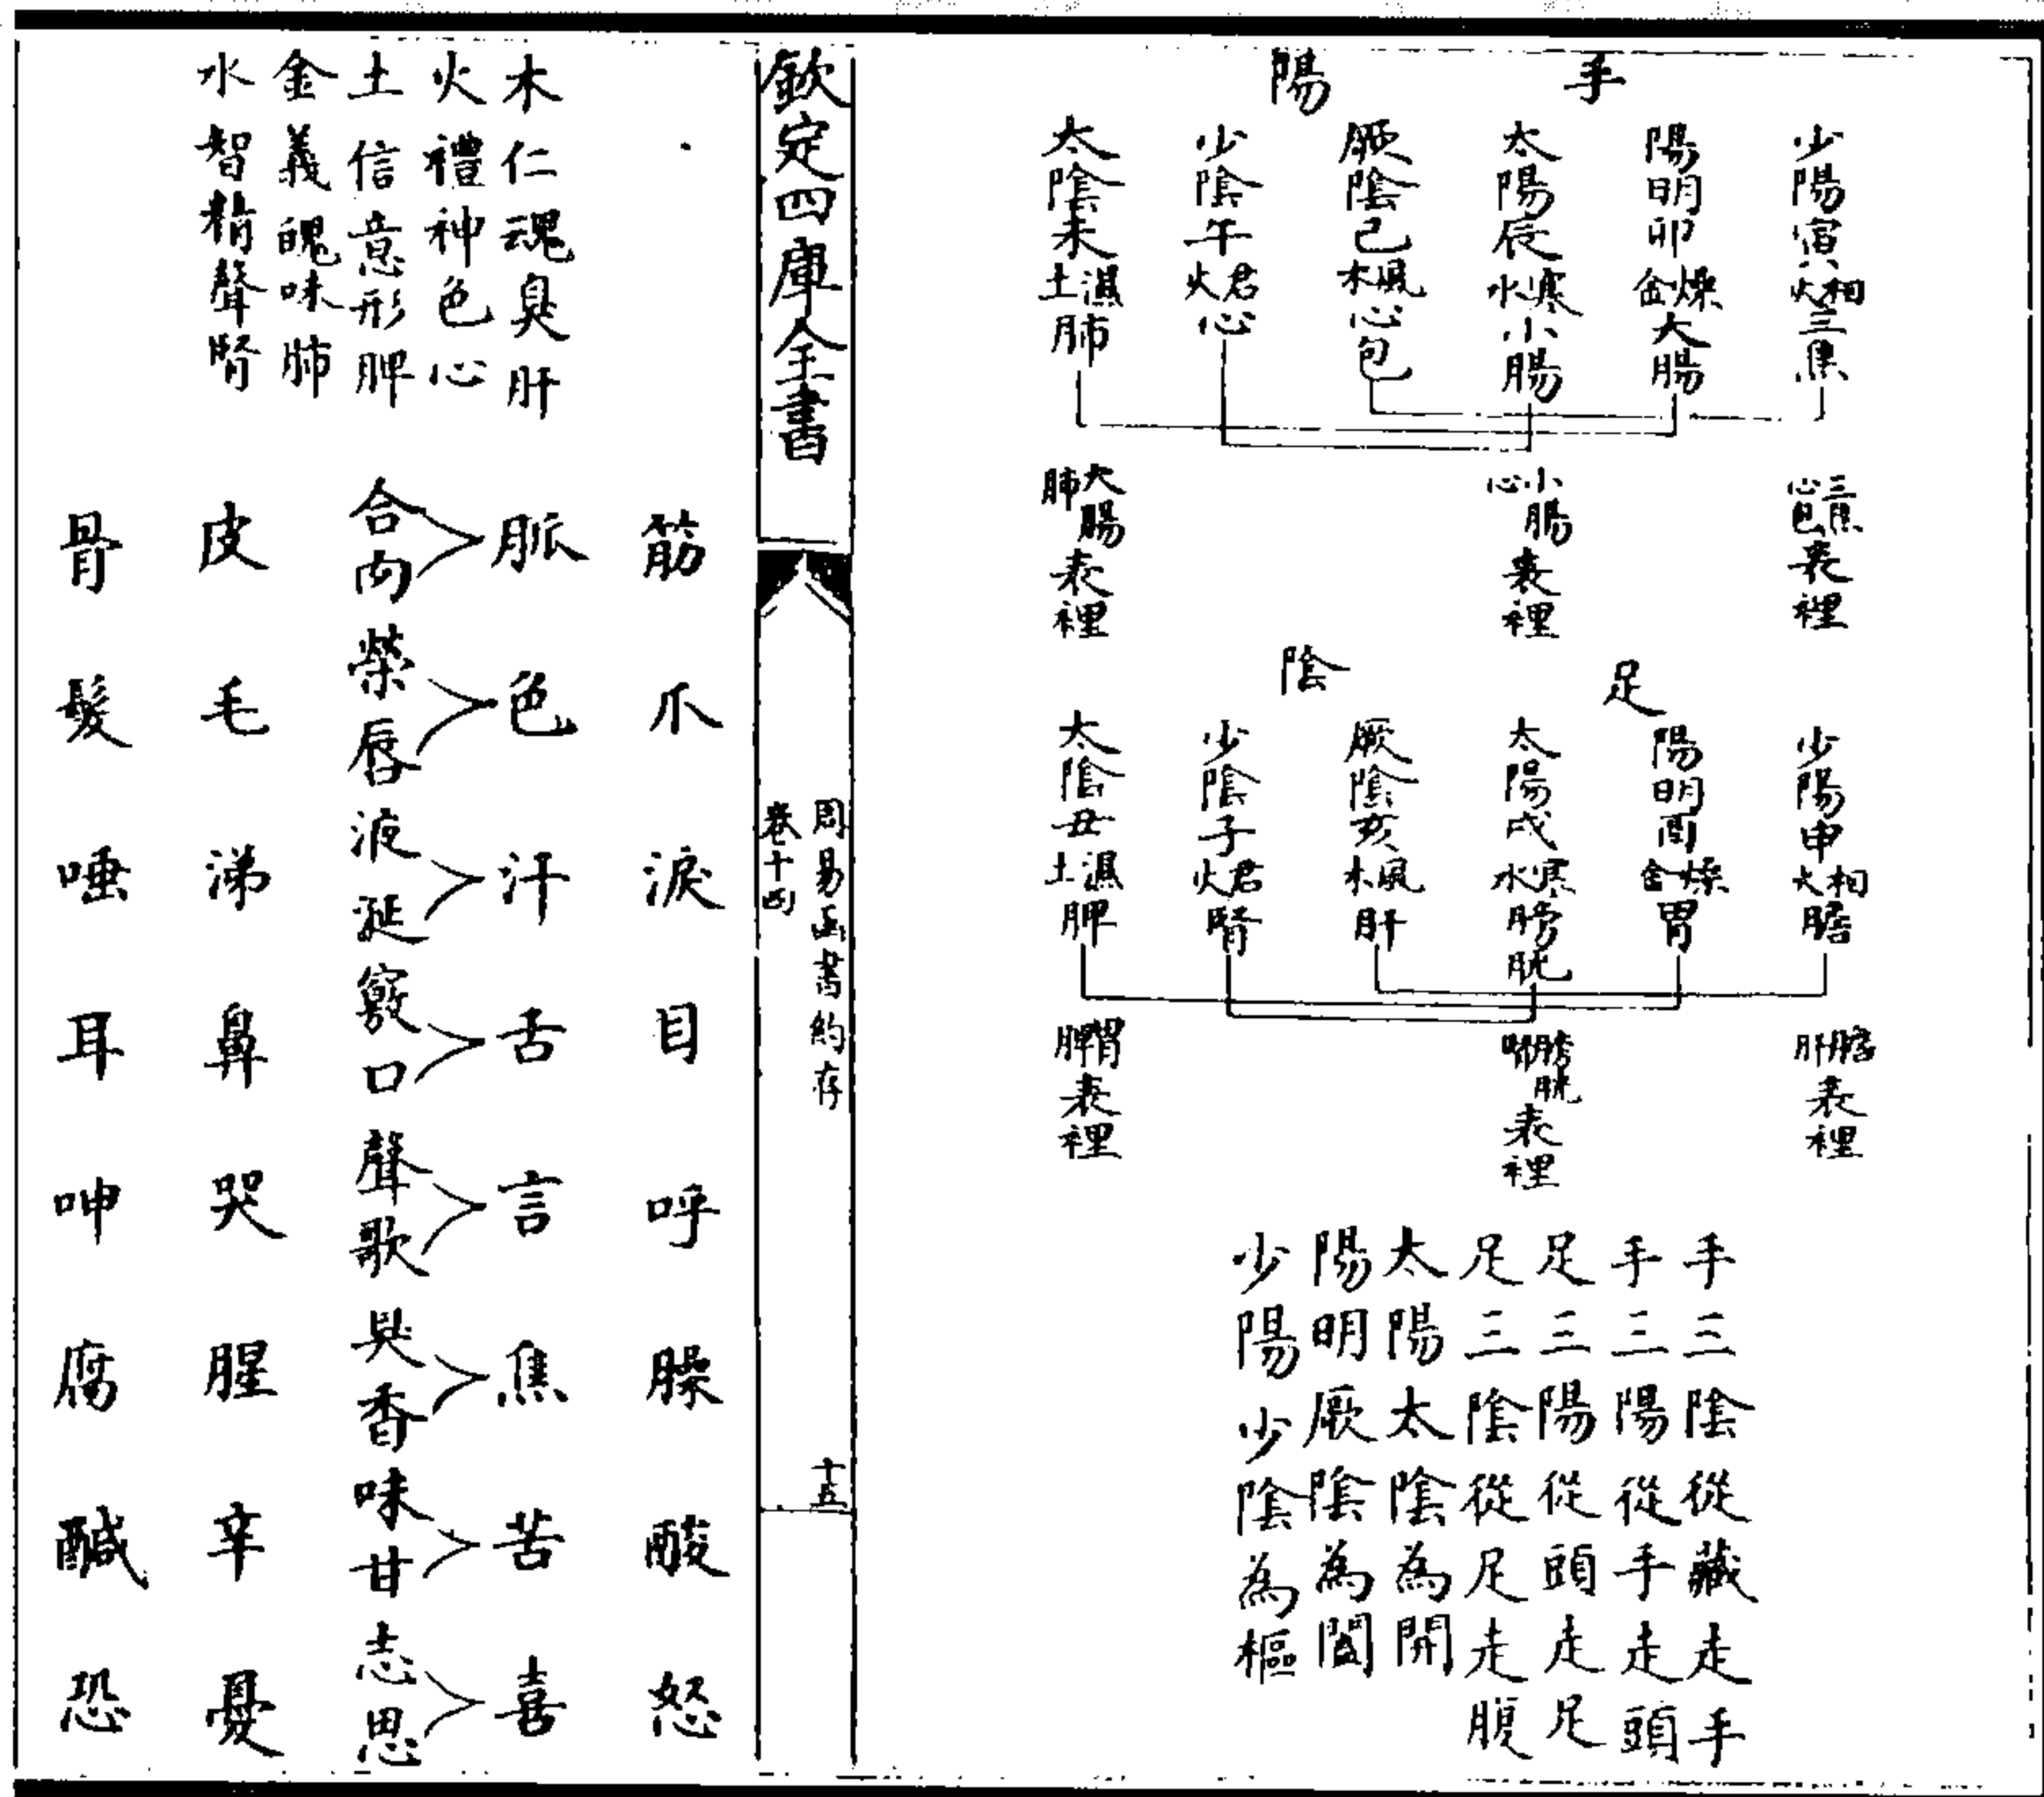 手
陽
少陽寅相火三焦
陽明卯燥金大腸
太陽辰寒水小腸
厥陰巳風木心包
少陰午君火心
太陰未濕土肺
三焦心包表裡
小腸心表裡
大腸肺表裡
足
陰
少陽申相火膽
陽明酉燥金胃
太陽戌寒水膀胱
厥陰亥風木肝
少陰子君火腎
太陰丑濕土脾
膽肝表裡
膀胱腎表裡
胃脾表裡
手三陰從藏走手
手三陽從手走頭
足三陽從頭走足
足三陰從足走腹
太陽太陰為開
陽明厥陰為闔
少陽少陰為樞
欽定四庫全書
周易函書約存
卷十四
十五
木仁魂臭肝
火禮神色心
土信意形脾
金義魄味肺
水智精聲腎
筋爪淚目呼臊酸怒
脈色汗舌言焦苦喜
合肉榮唇液涎竅口聲歌臭香味甘志思
皮毛涕鼻哭腥辛憂
骨髮唾耳呻腐醎恐